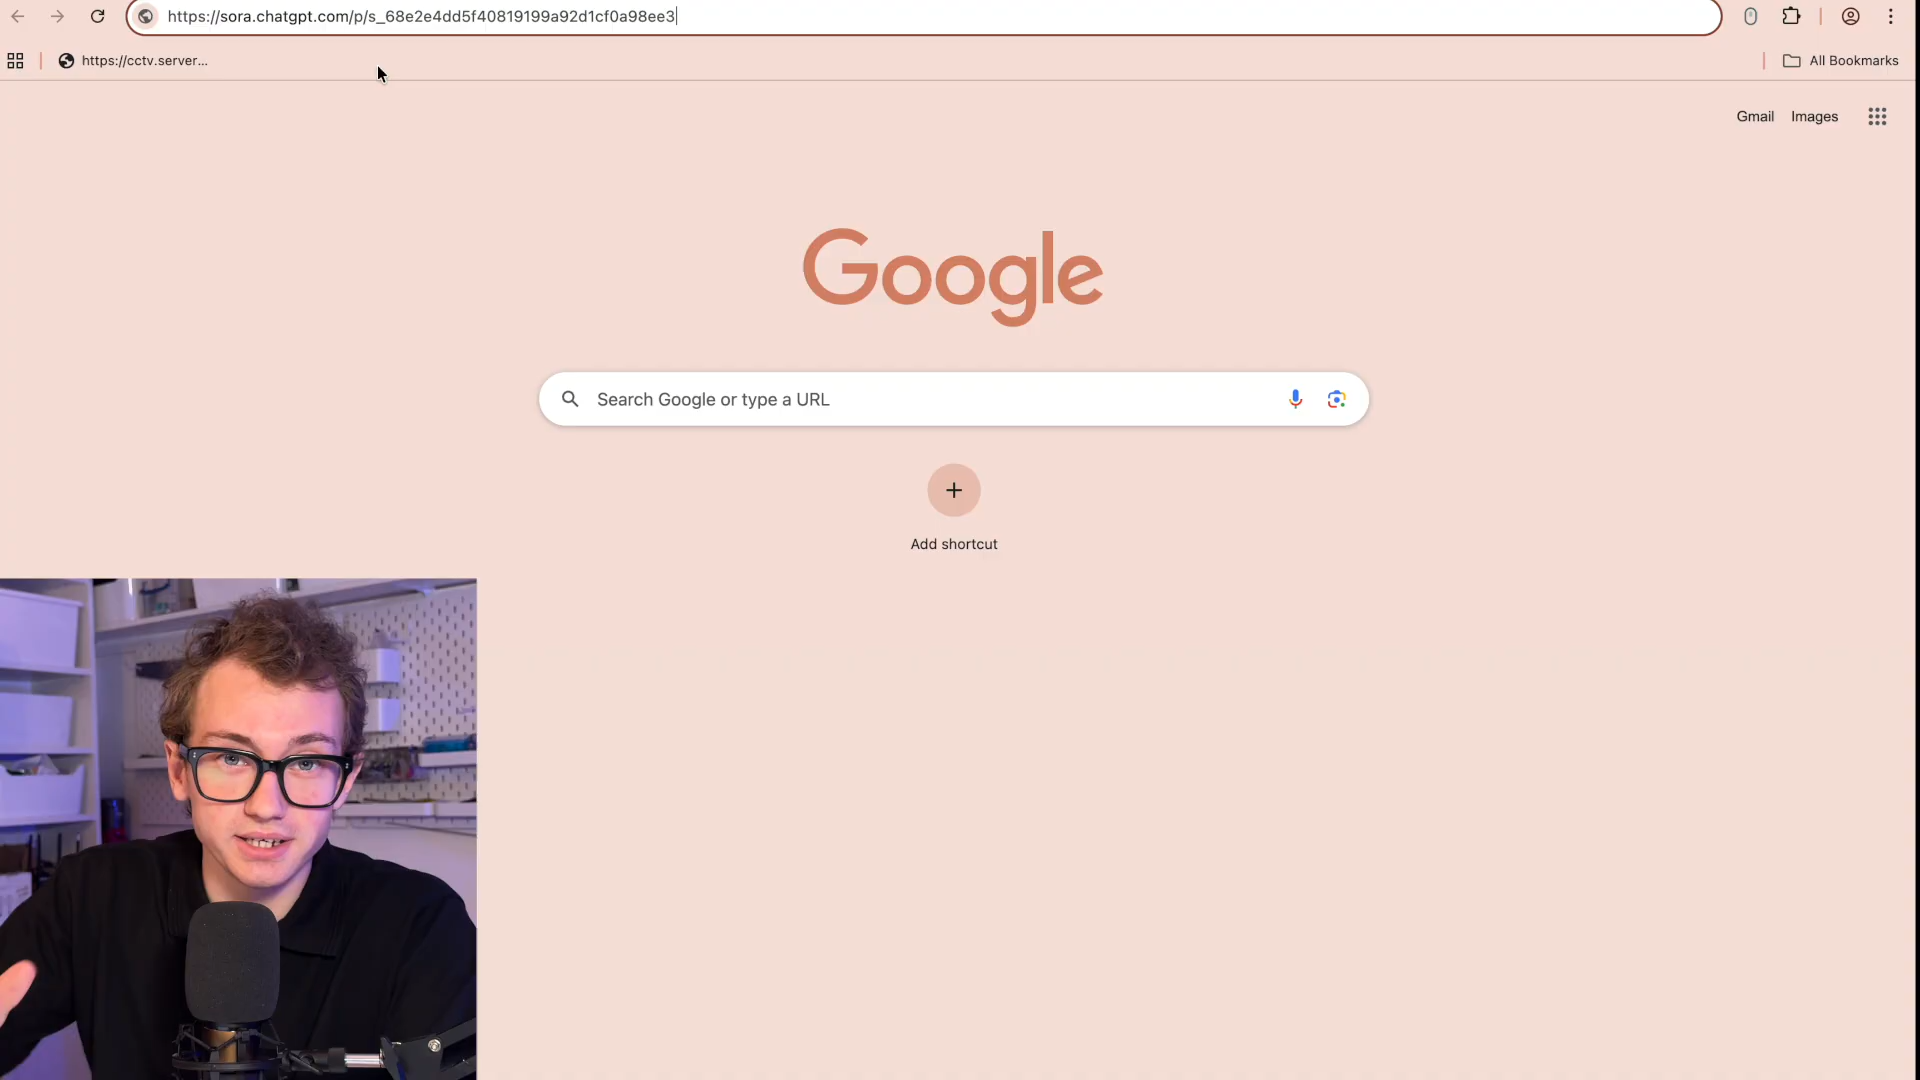 https://sora.chatgpt.com/p/s_68e2e4dd5f40819199a92d1cf0a98ee3
https://cctv.server...
All Bookmarks
Gmail Images
Google
Search Google or type a URL
Add shortcut